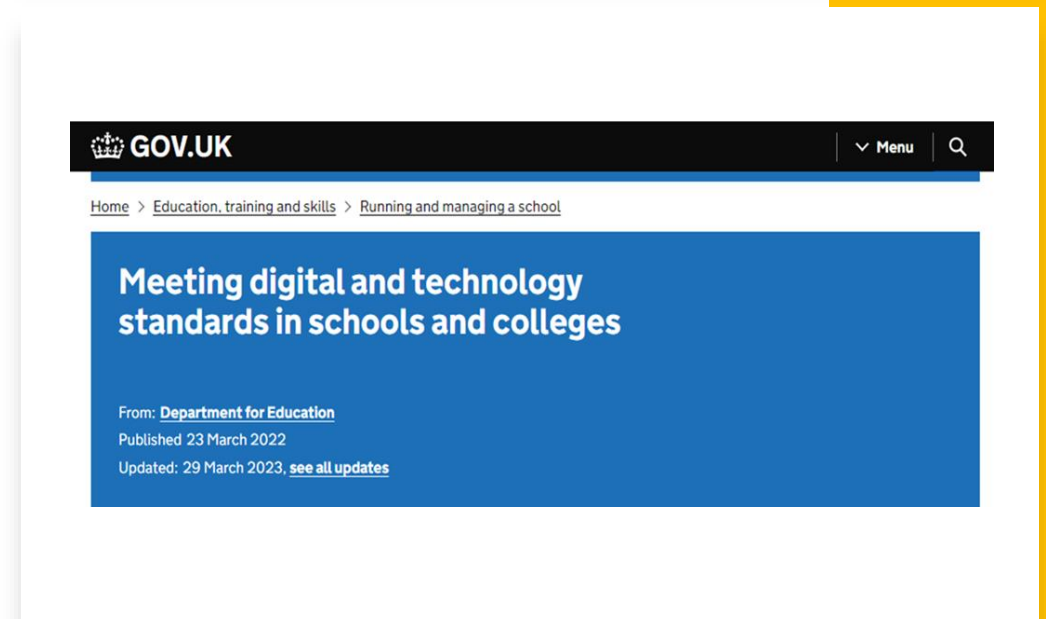 GOV.UK
Menu
Home > Education, training and skills > Running and managing a school
Meeting digital and technology
standards in schools and colleges
From: Department for Education
Published 23 March 2022
Updated: 29 March 2023, see all updates